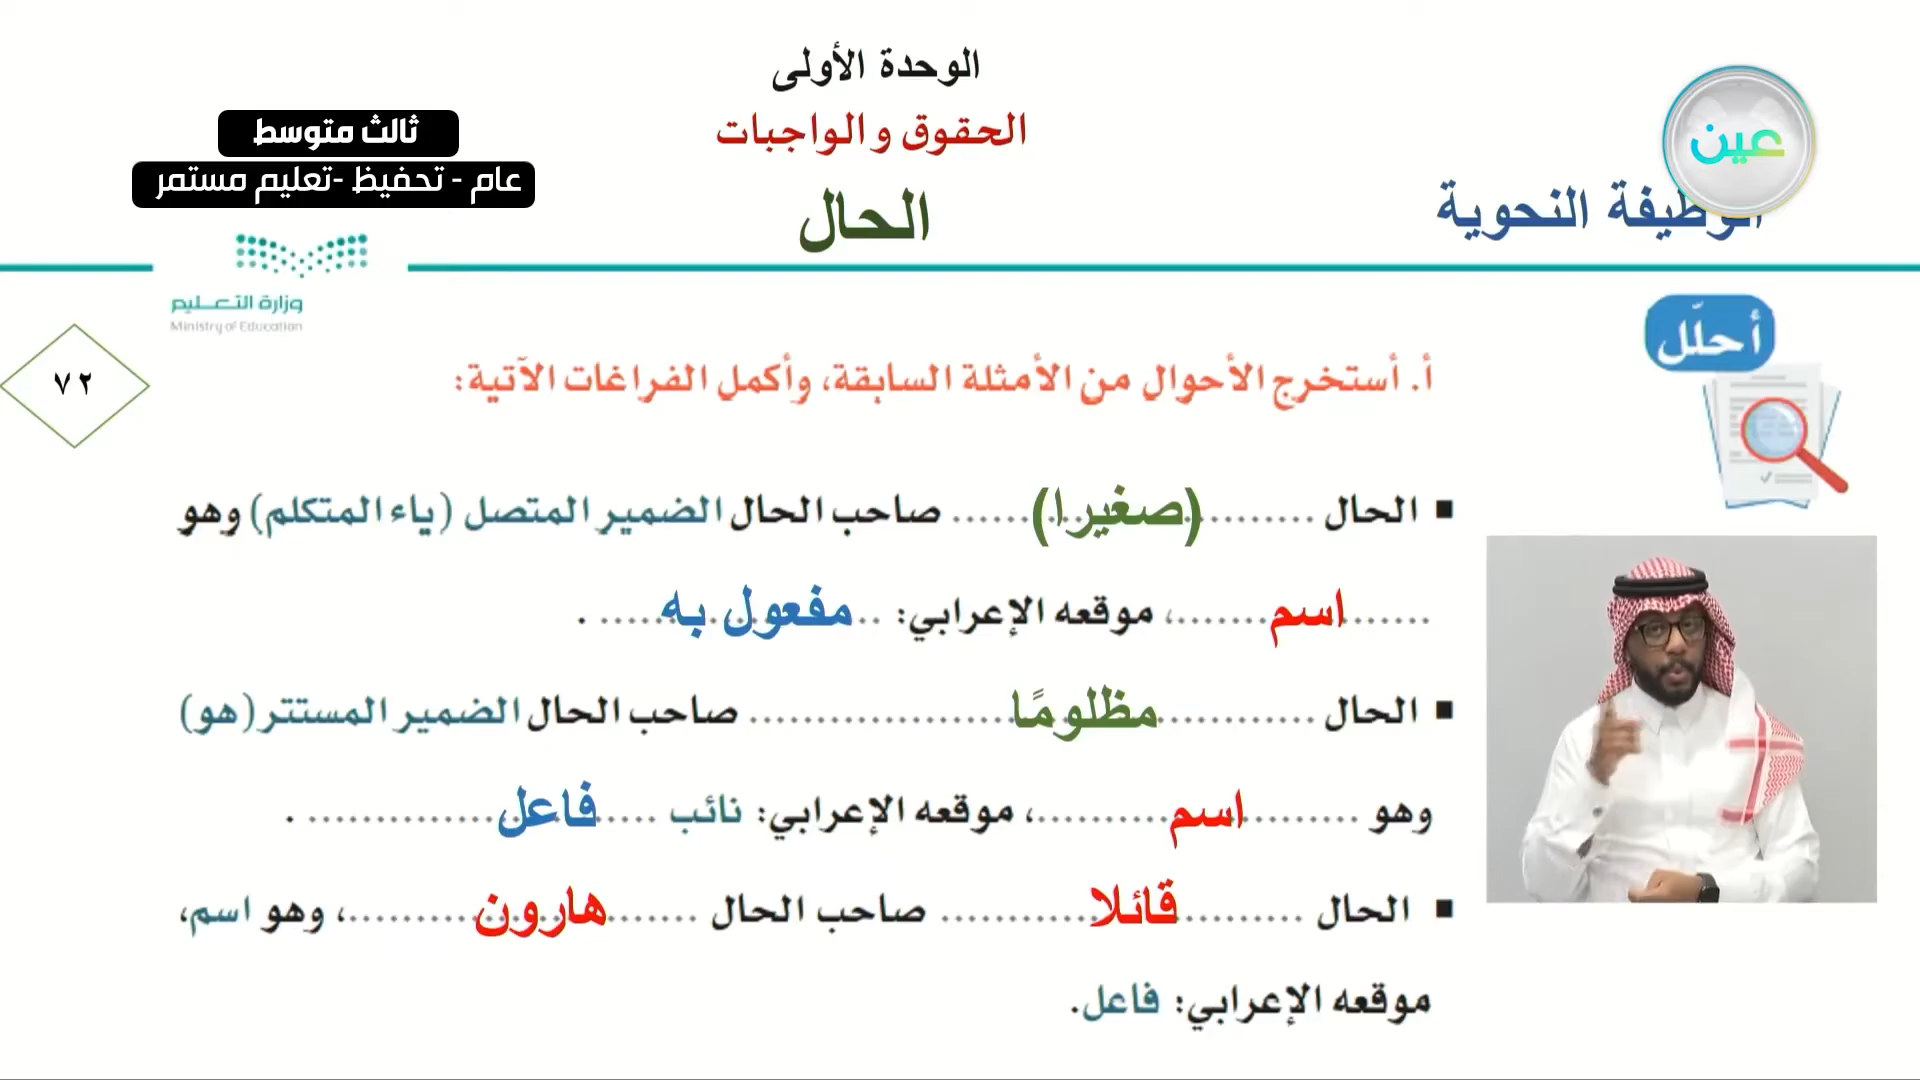 الوحدة الأولى
الحقوق والواجبات
الحال
عين
الوظيفة النحوية
ثالث متوسط
عام - تحفيظ -تعليم مستمر
وزارة التعـــليم
Ministry of Education
أحلّل
٧٢
أ. أستخرج الأحوال من الأمثلة السابقة، وأكمل الفراغات الآتية:
▪ الحال ..........(صغيرا)...... صاحب الحال الضمير المتصل (ياء المتكلم) وهو
.......اسم.......، موقعه الإعرابي: ..مفعول به..... .
▪ الحال ............مظلومًا.................... صاحب الحال الضمير المستتر (هو)
وهو ...........اسم...........، موقعه الإعرابي: نائب .....فاعل............... .
▪ الحال ...........قائلا............ صاحب الحال ........هارون...........، وهو اسم،
موقعه الإعرابي: فاعل.